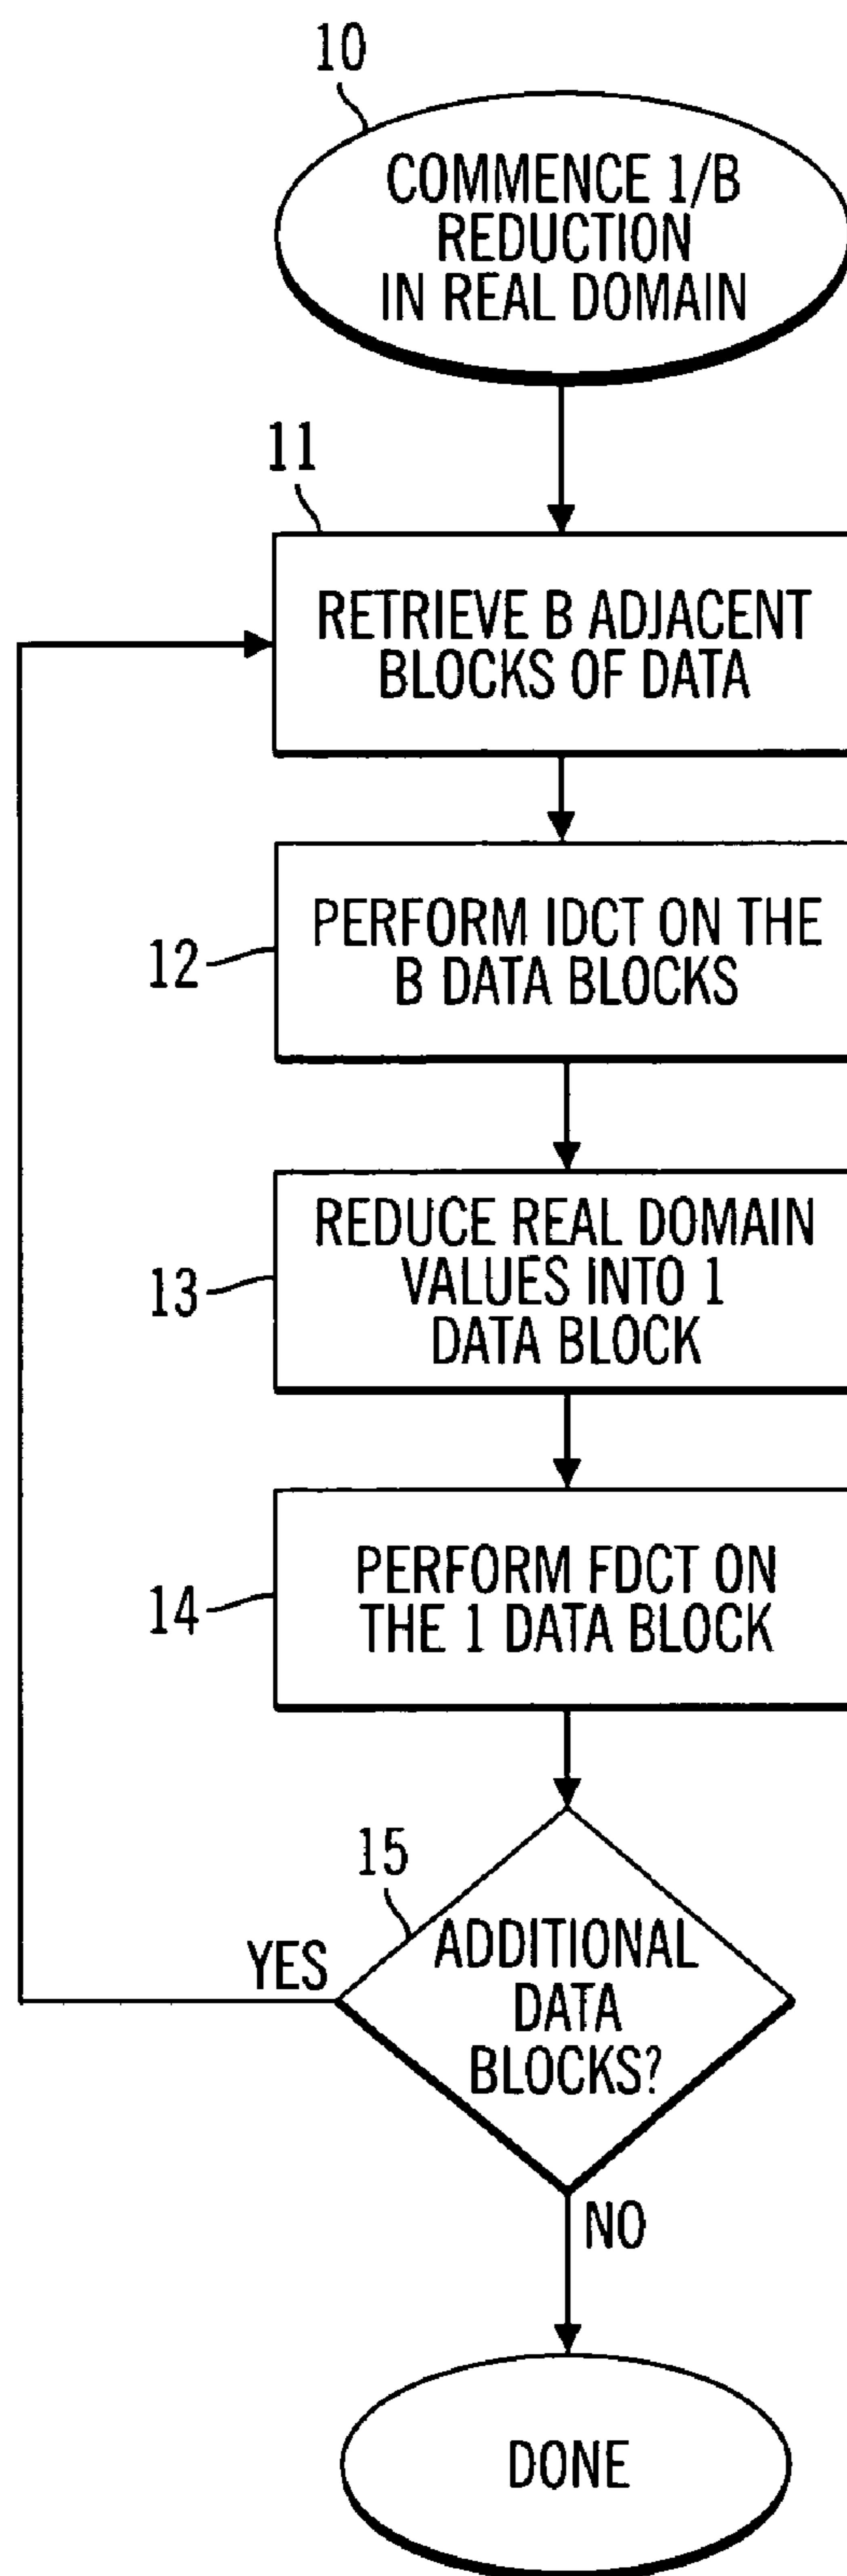 10
COMMENCE 1/B
REDUCTION
IN REAL DOMAIN
11
RETRIEVE B ADJACENT
BLOCKS OF DATA
12
PERFORM IDCT ON THE
B DATA BLOCKS
13
REDUCE REAL DOMAIN
VALUES INTO 1
DATA BLOCK
14
PERFORM FDCT ON
THE 1 DATA BLOCK
15
ADDITIONAL
DATA
BLOCKS?
YES
NO
DONE